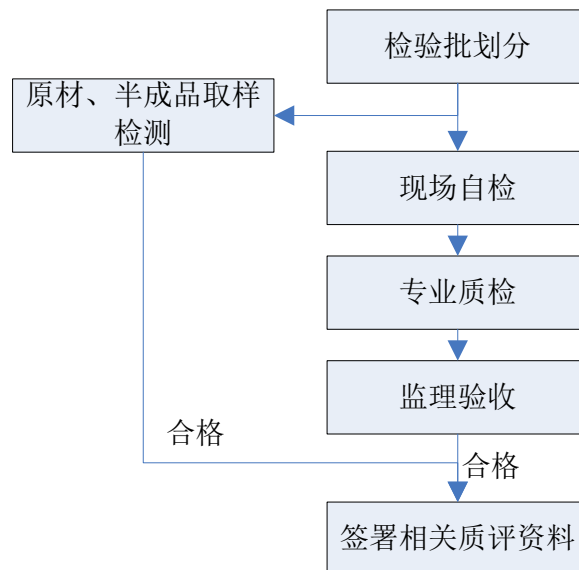 检验批划分
原材、半成品取样
检测
现场自检
专业质检
监理验收
合格
合格
签署相关质评资料